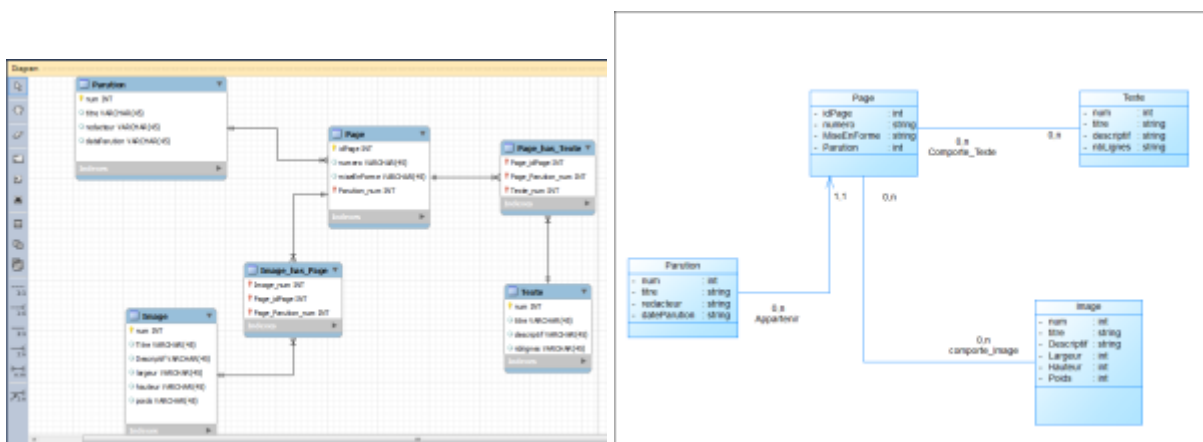 Diagram
Parution
num INT
titre VARCHAR(45)
redacteur VARCHAR(45)
dateParution VARCHAR(45)
Indexes
Page
idPage INT
numero VARCHAR(45)
miseEnForme VARCHAR(45)
Parution_num INT
Indexes
Page_has_Texte
Page_idPage INT
Page_Parution_num INT
Texte_num INT
Indexes
Image_has_Page
Image_num INT
Page_idPage INT
Page_Parution_num INT
Indexes
Texte
num INT
titre VARCHAR(45)
descriptif VARCHAR(45)
nbLignes VARCHAR(45)
Indexes
Image
num INT
Titre VARCHAR(45)
Descriptif VARCHAR(45)
largeur VARCHAR(45)
hauteur VARCHAR(45)
poids VARCHAR(45)
Indexes
Page
- idPage : int
- numero : string
- MiseEnForme : string
- Parution : int
Texte
- num : int
- titre : string
- descriptif : string
- nbLignes : string
0,n
0,n
Comporte_Texte
1,1
0,n
Parution
- num : int
- titre : string
- redacteur : string
- dateParution : string
0,n
Appartenir
0,n
comporte_image
Image
- num : int
- titre : string
- Descriptif : string
- Largeur : int
- Hauteur : int
- Poids : int